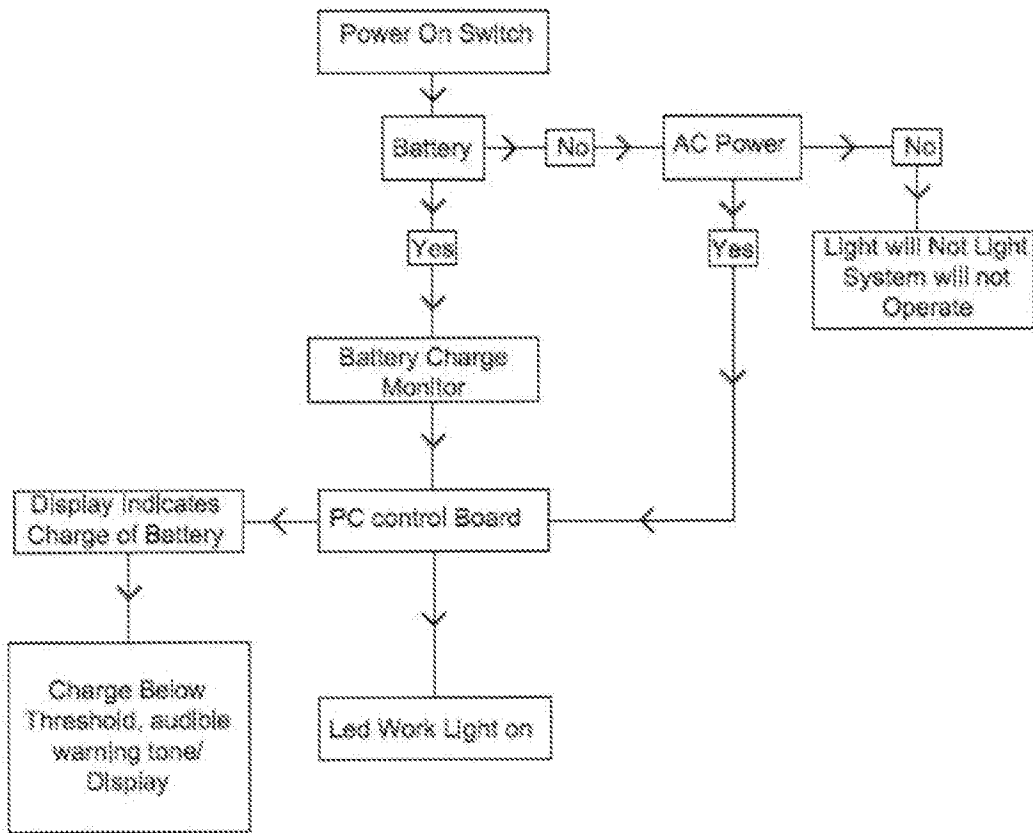 Power On Switch
Battery
No
AC Power
No
Yes
Yes
Light will Not Light
System will not
Operate
Battery Charge
Monitor
Display Indicates
Charge of Battery
PC control Board
Charge Below
Threshold, audible
warning tone/
Display
Led Work Light on